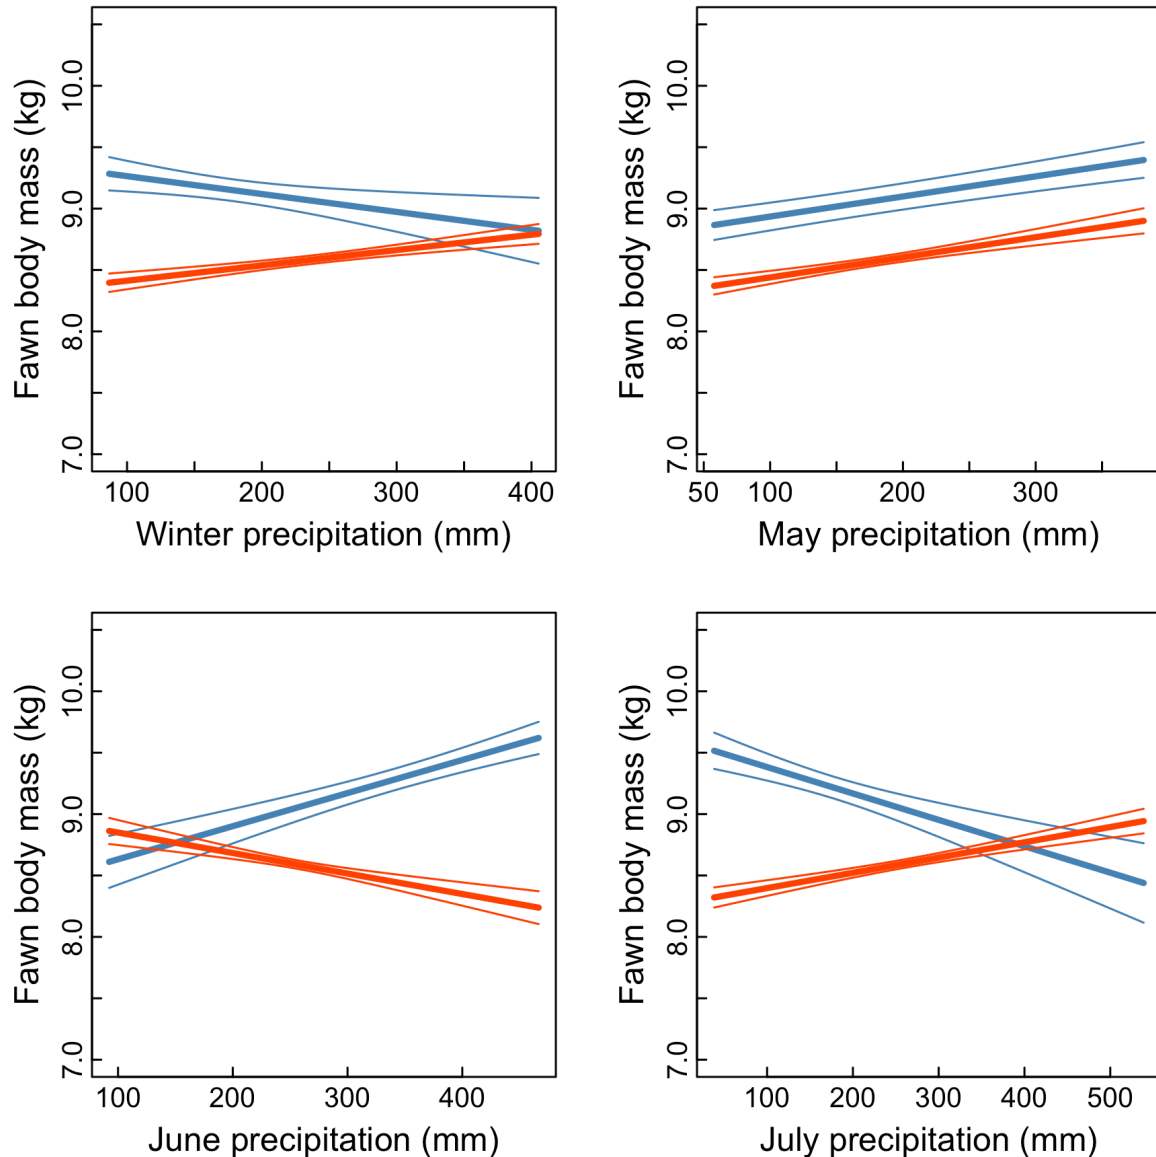 Fawn body mass (kg)
10.0
9.0
8.0
7.0
100 200 300 400
Winter precipitation (mm)
Fawn body mass (kg)
10.0
9.0
8.0
7.0
50 100 200 300
May precipitation (mm)
Fawn body mass (kg)
10.0
9.0
8.0
7.0
100 200 300 400
June precipitation (mm)
Fawn body mass (kg)
10.0
9.0
8.0
7.0
100 200 300 400 500
July precipitation (mm)